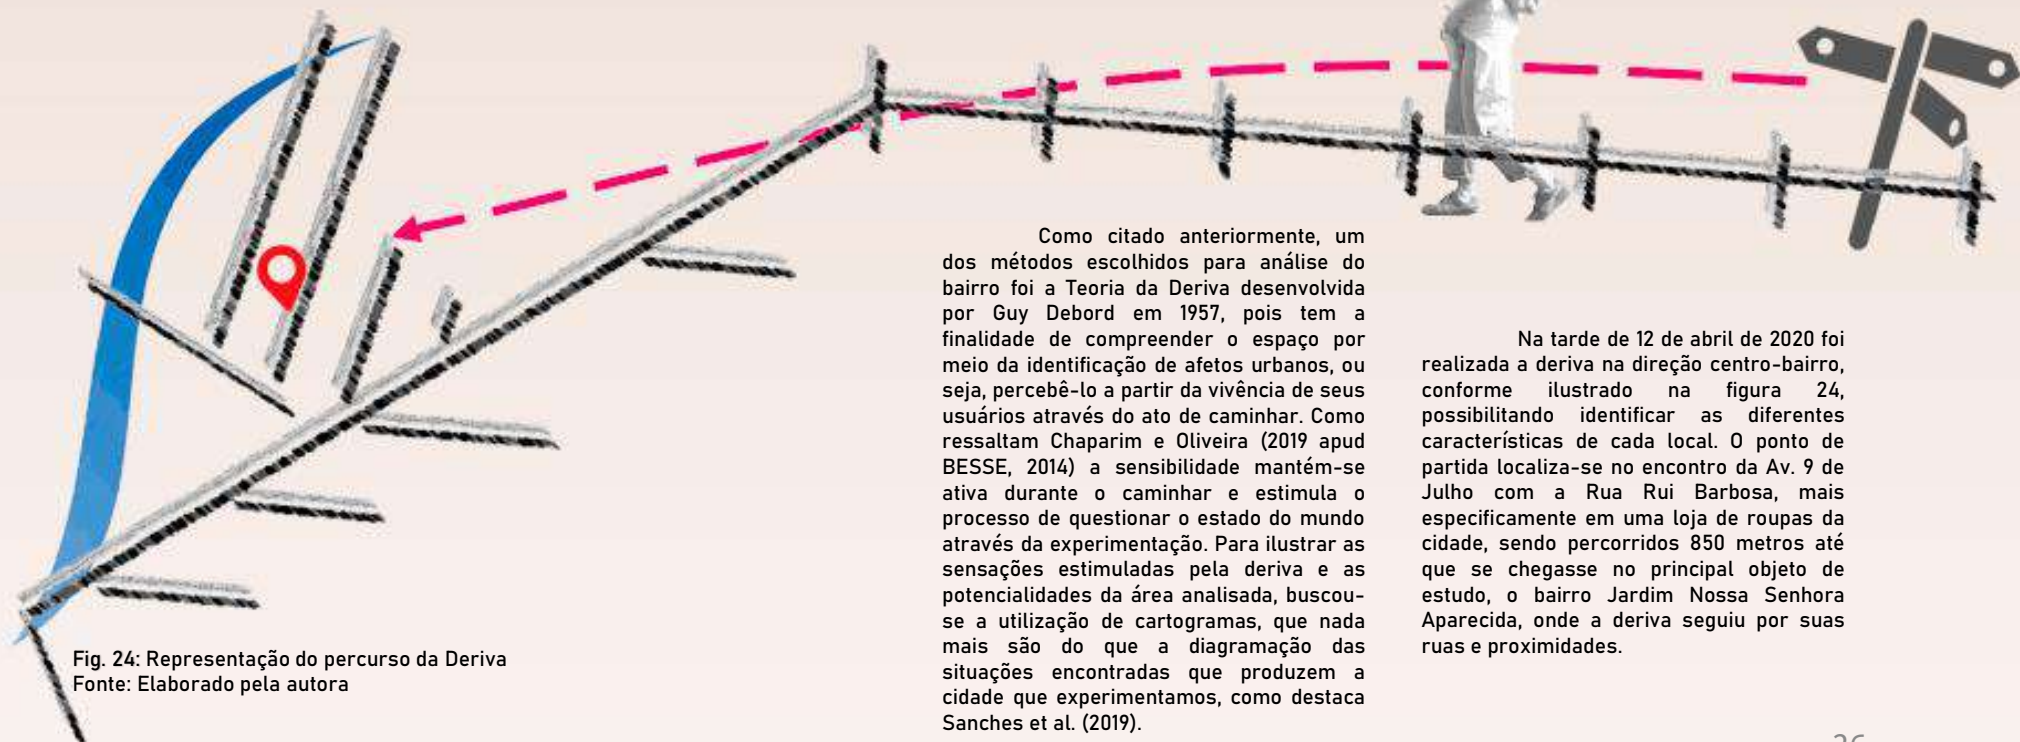 Como citado anteriormente, um
dos métodos escolhidos para análise do
bairro foi a Teoria da Deriva desenvolvida
por Guy Debord em 1957, pois tem a
finalidade de compreender o espaço por
meio da identificação de afetos urbanos, ou
seja, percebê-lo a partir da vivência de seus
usuários através do ato de caminhar. Como
ressaltam Chaparim e Oliveira (2019 apud
BESSE, 2014) a sensibilidade mantém-se
ativa durante o caminhar e estimula o
processo de questionar o estado do mundo
através da experimentação. Para ilustrar as
sensações estimuladas pela deriva e as
potencialidades da área analisada, buscou-
se a utilização de cartogramas, que nada
mais são do que a diagramação das
situações encontradas que produzem a
cidade que experimentamos, como destaca
Sanches et al. (2019).
Na tarde de 12 de abril de 2020 foi
realizada a deriva na direção centro-bairro,
conforme ilustrado na figura 24,
possibilitando identificar as diferentes
características de cada local. O ponto de
partida localiza-se no encontro da Av. 9 de
Julho com a Rua Rui Barbosa, mais
especificamente em uma loja de roupas da
cidade, sendo percorridos 850 metros até
que se chegasse no principal objeto de
estudo, o bairro Jardim Nossa Senhora
Aparecida, onde a deriva seguiu por suas
ruas e proximidades.
Fig. 24: Representação do percurso da Deriva
Fonte: Elaborado pela autora